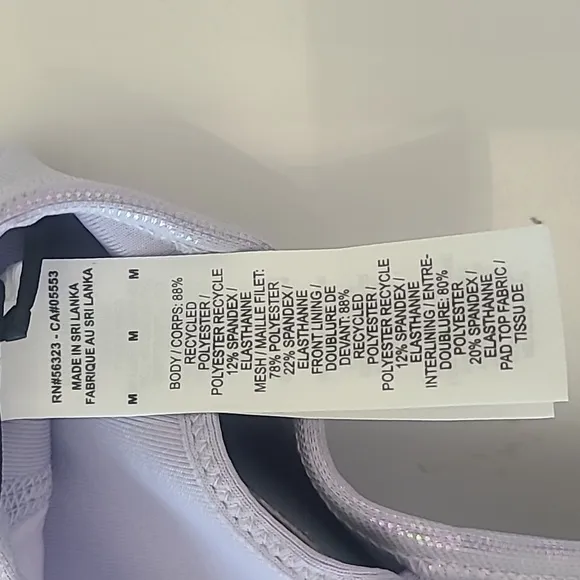 RN#56323 - CA#05553
MADE IN SRI LANKA
FABRIQUE AU SRI LANKA
M M M
BODY / CORPS: 88%
RECYCLED
POLYESTER /
POLYESTER RECYCLE
12% SPANDEX /
ELASTHANNE
MESH / MAILLE FILET:
78% POLYESTER
22% SPANDEX /
ELASTHANNE
FRONT LINING /
DOUBLURE DE
DEVANT: 88%
RECYCLED
POLYESTER /
POLYESTER RECYCLE
12% SPANDEX /
ELASTHANNE
INTERLINING / ENTRE-
DOUBLURE: 80%
POLYESTER
20% SPANDEX /
ELASTHANNE
PAD TOP FABRIC /
TISSU DE